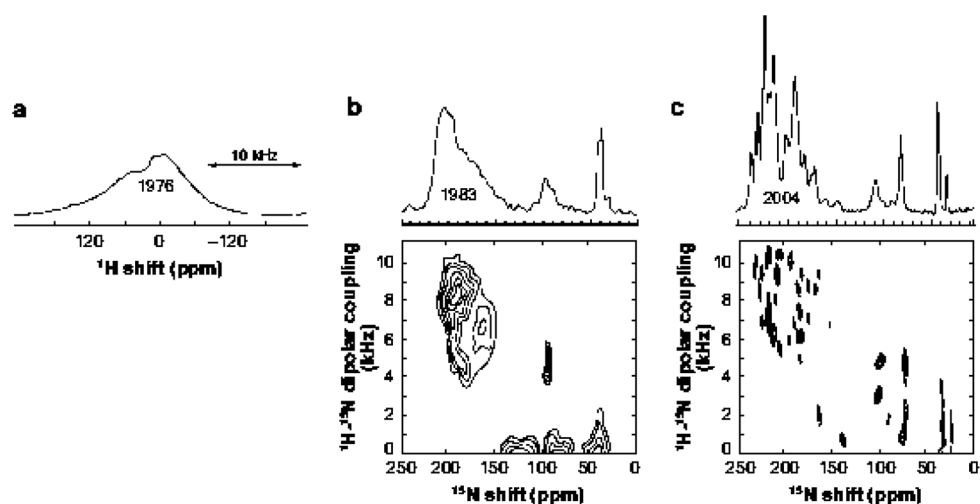 a
10 kHz
1976
120 0 −120
¹H shift (ppm)
b
1983
¹H-¹⁵N dipolar coupling
(kHz)
10
8
6
4
2
0
250 200 150 100 50 0
¹⁵N shift (ppm)
c
2004
¹H-¹⁵N dipolar coupling
(kHz)
10
8
6
4
2
0
250 200 150 100 50 0
¹⁵N shift (ppm)